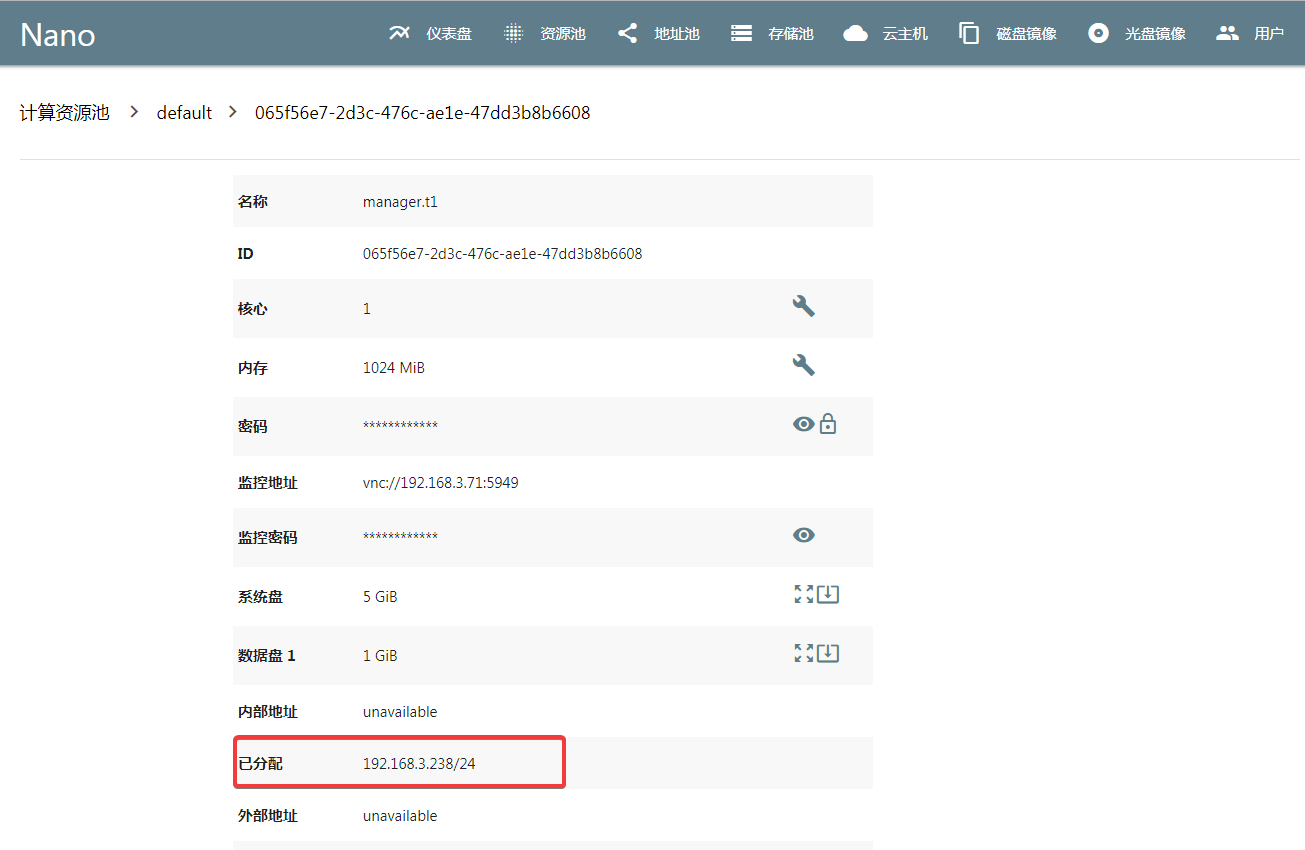 Nano 仪表盘 资源池 地址池 存储池 云主机 磁盘镜像 光盘镜像 用户
计算资源池 > default > 065f56e7-2d3c-476c-ae1e-47dd3b8b6608
名称 manager.t1
ID 065f56e7-2d3c-476c-ae1e-47dd3b8b6608
核心 1
内存 1024 MiB
密码 ************
监控地址 vnc://192.168.3.71:5949
监控密码 ************
系统盘 5 GiB
数据盘 1 1 GiB
内部地址 unavailable
已分配 192.168.3.238/24
外部地址 unavailable